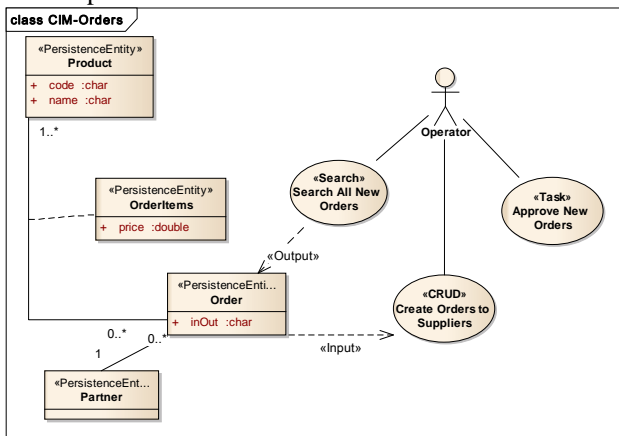 class CIM-Orders
«PersistenceEntity»
Product
+ code :char
+ name :char
1..*
«PersistenceEntity»
OrderItems
+ price :double
Operator
«Search»
Search All New
Orders
«Task»
Approve New
Orders
«Output»
«PersistenceEnti...
Order
+ inOut :char
«CRUD»
Create Orders to
Suppliers
«Input»
0..*
0..*
1
«PersistenceEnt...
Partner